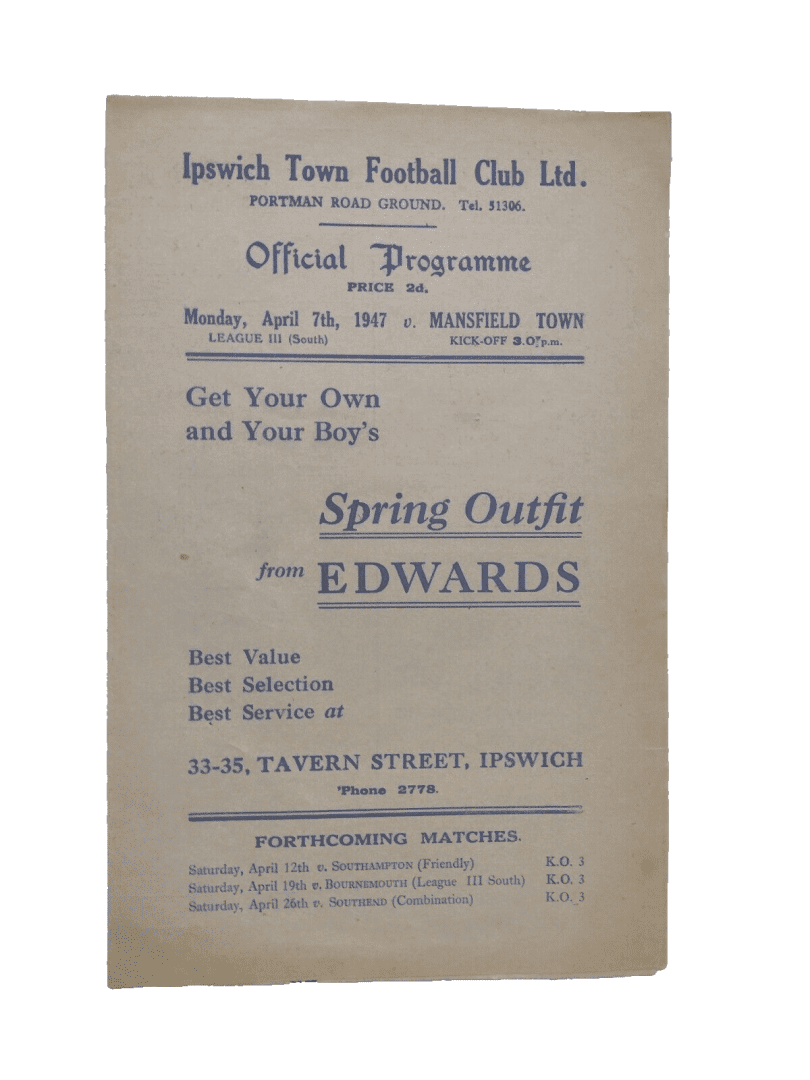 Ipswich Town Football Club Ltd.
PORTMAN ROAD GROUND. Tel. 51306.
Official Programme
PRICE 2d.
Monday, April 7th, 1947 v. MANSFIELD TOWN
LEAGUE III (South) KICK-OFF 3.0 p.m.
Get Your Own
and Your Boy's
Spring Outfit
from EDWARDS
Best Value
Best Selection
Best Service at
33-35, TAVERN STREET, IPSWICH
'Phone 2778.
FORTHCOMING MATCHES.
Saturday, April 12th v. SOUTHAMPTON (Friendly) K.O. 3
Saturday, April 19th v. BOURNEMOUTH (League III South) K.O. 3
Saturday, April 26th v. SOUTHEND (Combination) K.O. 3